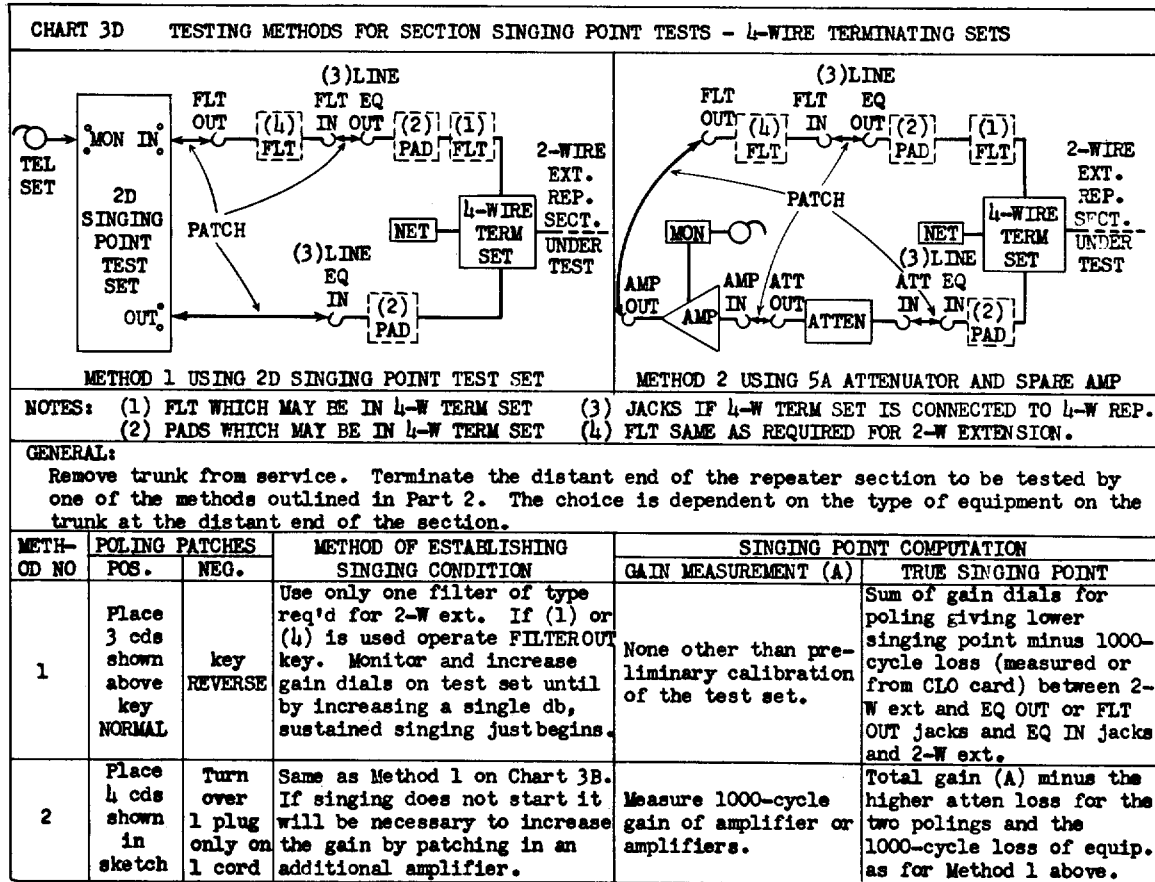 CHART 3D TESTING METHODS FOR SECTION SINGING POINT TESTS - 4-WIRE TERMINATING SETS
(3)LINE
FLT OUT
(4) FLT
FLT IN
EQ OUT
(2) PAD
(1) FLT
TEL SET
MON IN
2D SINGING POINT TEST SET
OUT
PATCH
NET
4-WIRE TERM SET
2-WIRE EXT. REP. SECT. UNDER TEST
(3)LINE EQ IN
(2) PAD
METHOD 1 USING 2D SINGING POINT TEST SET
(3)LINE
FLT OUT
(4) FLT
FLT IN
EQ OUT
(2) PAD
(1) FLT
PATCH
MON
NET
4-WIRE TERM SET
2-WIRE EXT. REP. SECT. UNDER TEST
(3)LINE
AMP OUT
AMP
AMP IN
ATT OUT
ATTEN
ATT IN
EQ IN
(2) PAD
METHOD 2 USING 5A ATTENUATOR AND SPARE AMP
NOTES: (1) FLT WHICH MAY BE IN 4-W TERM SET (3) JACKS IF 4-W TERM SET IS CONNECTED TO 4-W REP.
(2) PADS WHICH MAY BE IN 4-W TERM SET (4) FLT SAME AS REQUIRED FOR 2-W EXTENSION.
GENERAL:
Remove trunk from service. Terminate the distant end of the repeater section to be tested by
one of the methods outlined in Part 2. The choice is dependent on the type of equipment on the
trunk at the distant end of the section.
METH-
OD NO
POLING PATCHES
POS. NEG.
METHOD OF ESTABLISHING
SINGING CONDITION
SINGING POINT COMPUTATION
GAIN MEASUREMENT (A) TRUE SINGING POINT
1
Place
3 cds
shown
above
key
NORMAL
key
REVERSE
Use only one filter of type
req'd for 2-W ext. If (1) or
(4) is used operate FILTEROUT
key. Monitor and increase
gain dials on test set until
by increasing a single db,
sustained singing justbegins.
None other than pre-
liminary calibration
of the test set.
Sum of gain dials for
poling giving lower
singing point minus 1000-
cycle loss (measured or
from CLO card) between 2-
W ext and EQ OUT or FLT
OUT jacks and EQ IN jacks
and 2-W ext.
2
Place
4 cds
shown
in
sketch
Turn
over
1 plug
only on
1 cord
Same as Method 1 on Chart 3B.
If singing does not start it
will be necessary to increase
the gain by patching in an
additional amplifier.
Measure 1000-cycle
gain of amplifier or
amplifiers.
Total gain (A) minus the
higher atten loss for the
two polings and the
1000-cycle loss of equip.
as for Method 1 above.